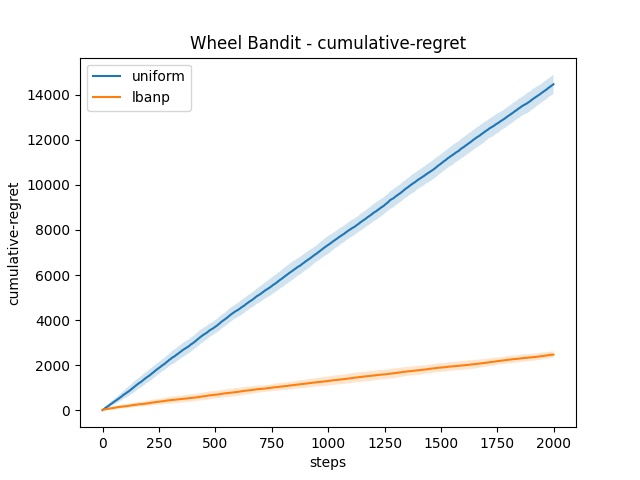 Wheel Bandit - cumulative-regret
uniform
lbanp
cumulative-regret
14000
12000
10000
8000
6000
4000
2000
0
0 250 500 750 1000 1250 1500 1750 2000
steps